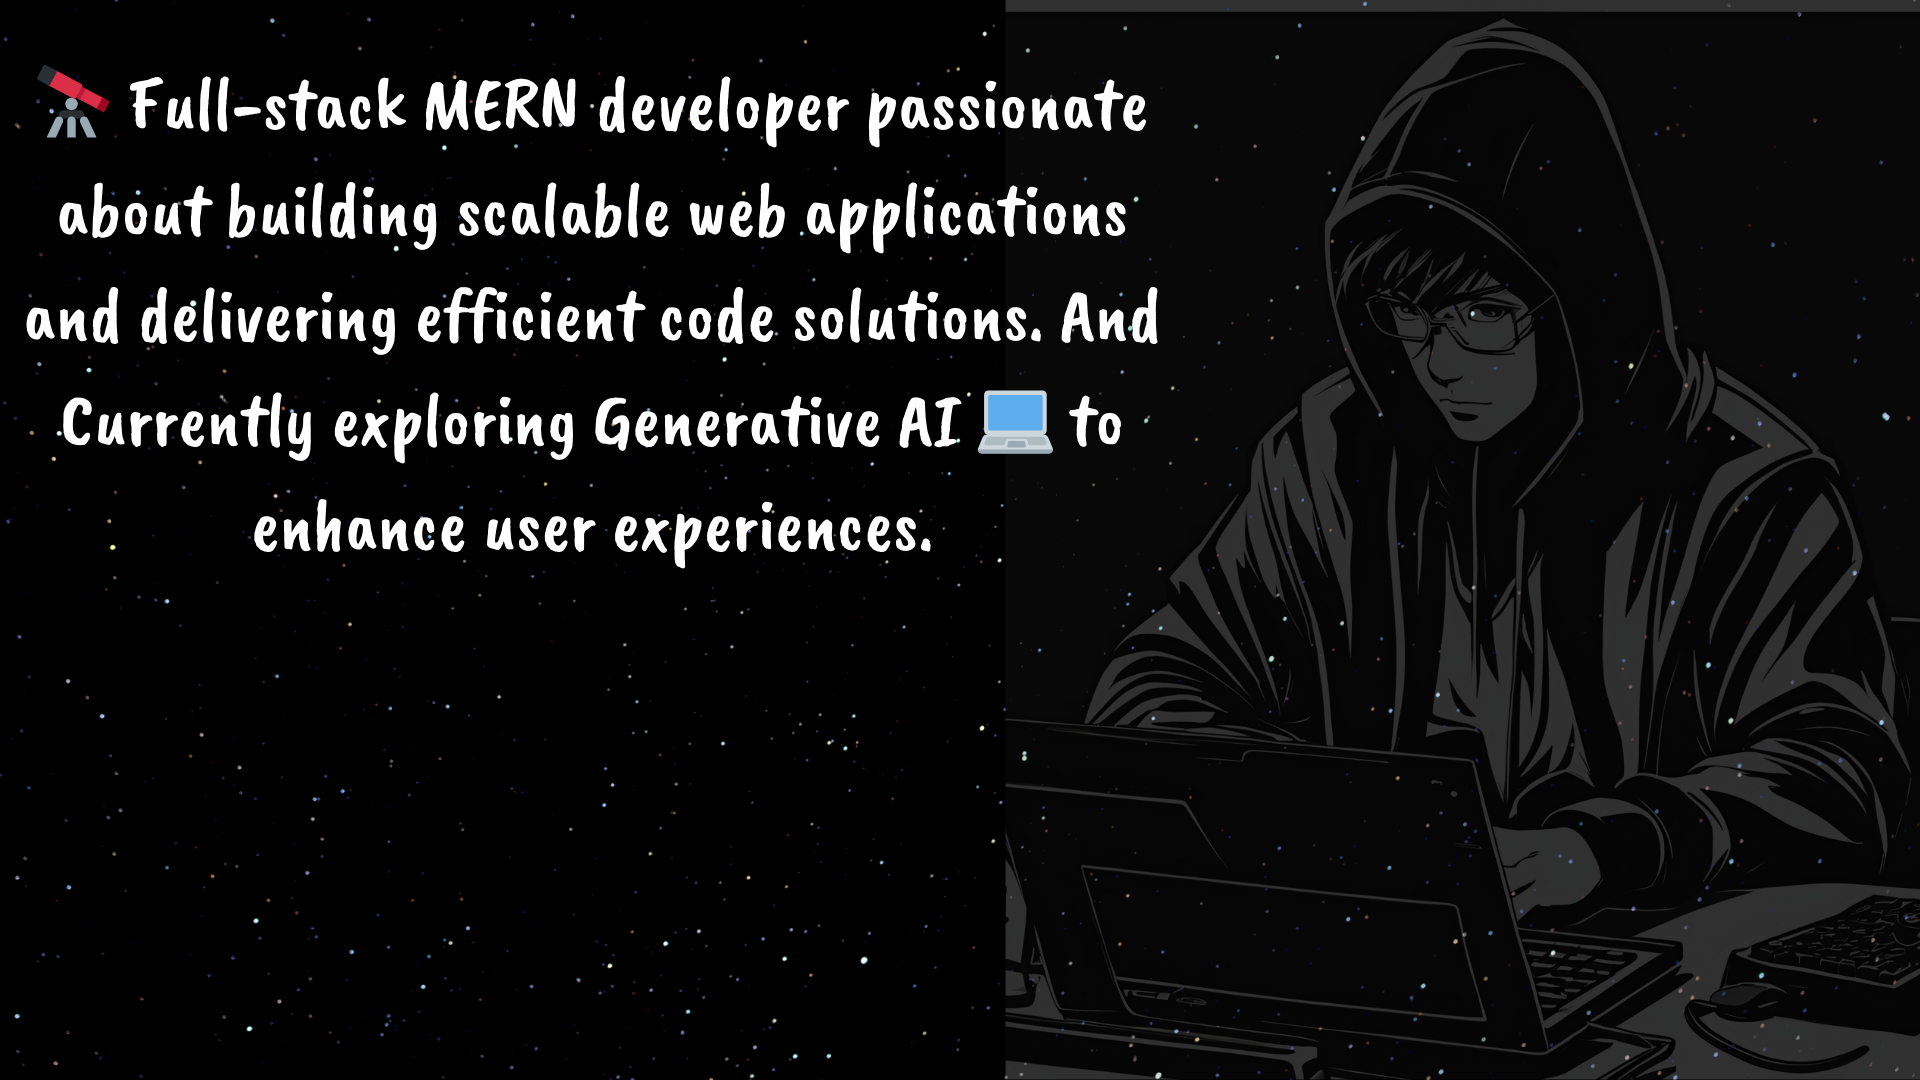 🔭 Full-stack MERN developer passionate
about building scalable web applications
and delivering efficient code solutions. And
Currently exploring Generative AI 💻 to
enhance user experiences.